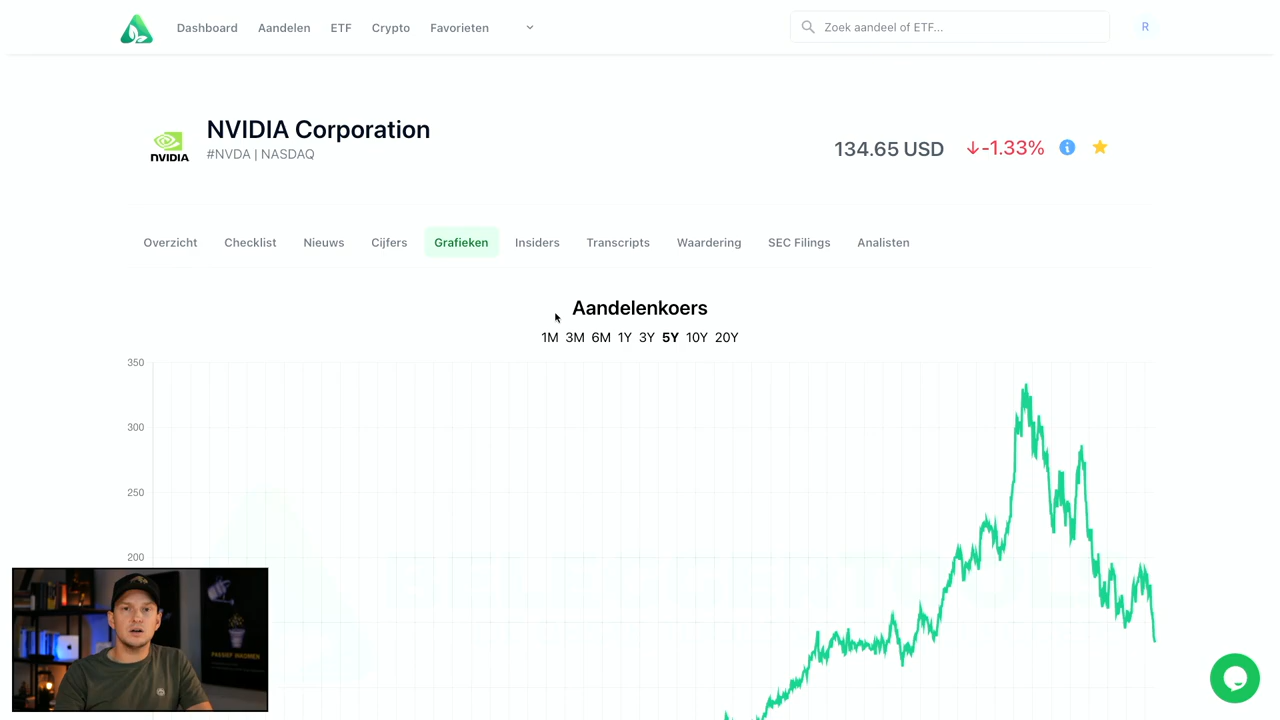 Dashboard Aandelen ETF Crypto Favorieten
Zoek aandeel of ETF...
R
NVIDIA Corporation
#NVDA | NASDAQ
NVIDIA
134.65 USD -1.33%
Overzicht Checklist Nieuws Cijfers Grafieken Insiders Transcripts Waardering SEC Filings Analisten
Aandelenkoers
1M 3M 6M 1Y 3Y 5Y 10Y 20Y
350
300
250
200
PASSIEF INKOMEN